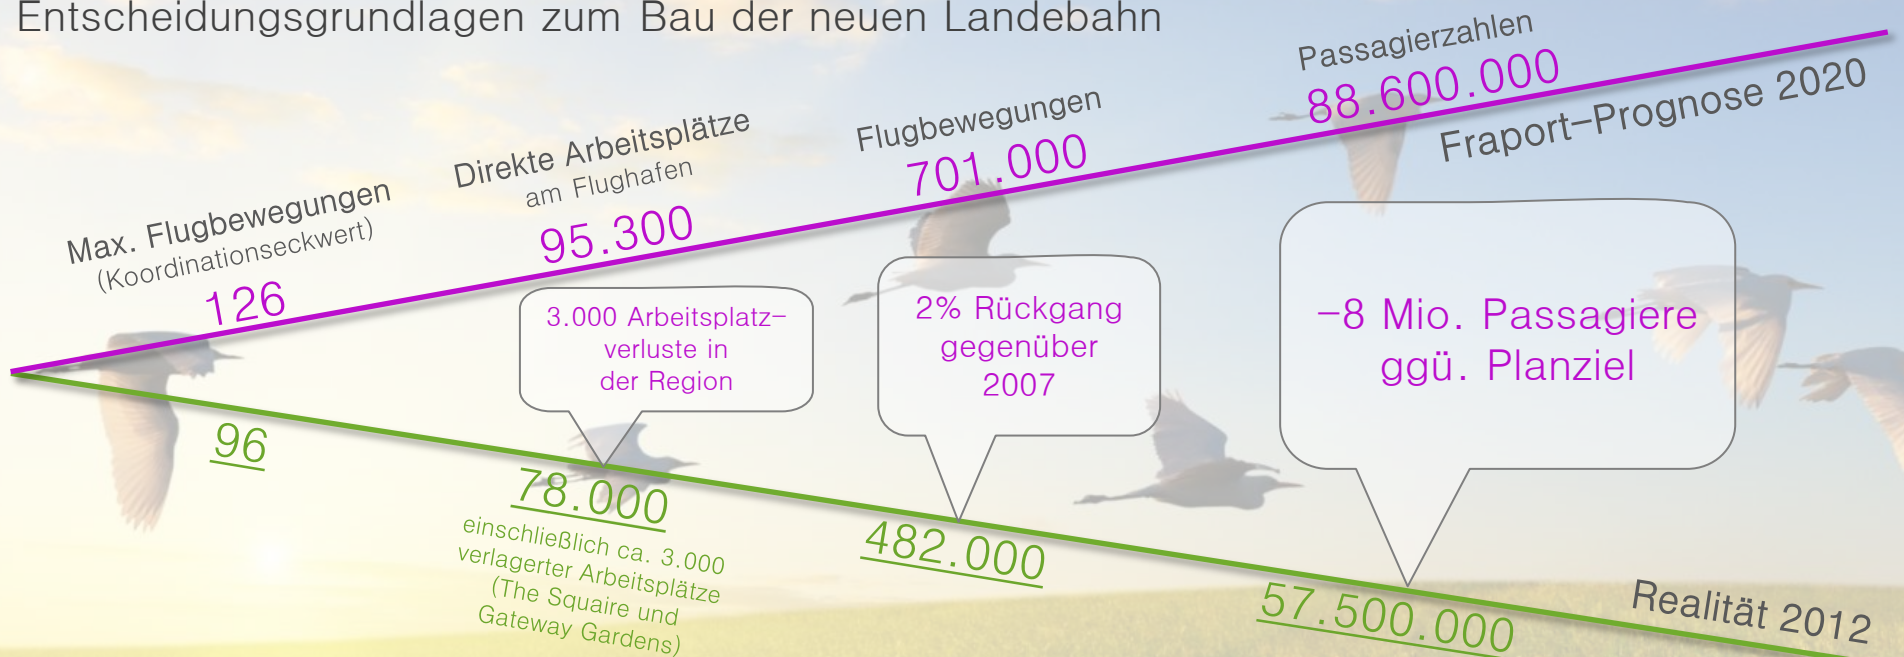 Entscheidungsgrundlagen zum Bau der neuen Landebahn
Max. Flugbewegungen
(Koordinationseckwert)
126
Direkte Arbeitsplätze
am Flughafen
95.300
Flugbewegungen
701.000
Passagierzahlen
88.600.000
Fraport-Prognose 2020
3.000 Arbeitsplatz-
verluste in
der Region
2% Rückgang
gegenüber
2007
-8 Mio. Passagiere
ggü. Planziel
96
78.000
einschließlich ca. 3.000
verlagerter Arbeitsplätze
(The Squaire und
Gateway Gardens)
482.000
57.500.000
Realität 2012